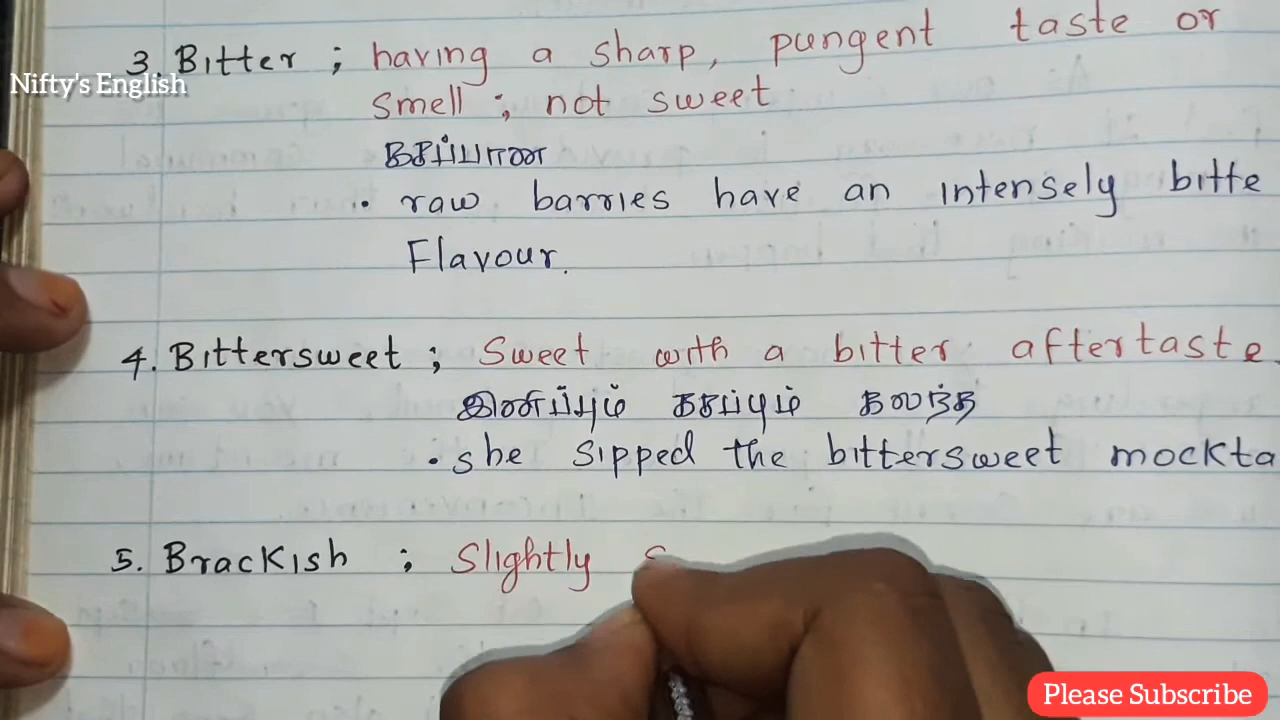 3. Bitter ; having a sharp, pungent taste or
Nifty's English
smell ; not sweet
கசப்பான
• raw barries have an intensely bitte
Flavour.
4. Bittersweet ; Sweet with a bitter aftertaste.
இனிப்பும் கசப்பும் கலந்த
• she sipped the bittersweet mockta
5. Brackish ; Slightly S
Please Subscribe